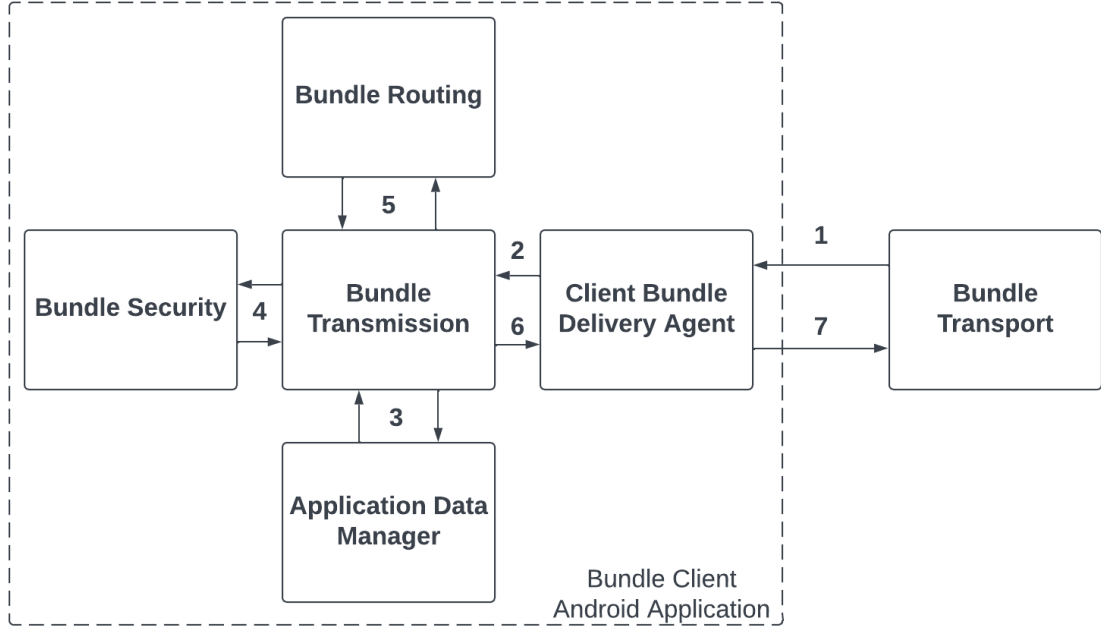 Bundle Routing
5
1
2
Bundle Security
4
Bundle
Transmission
6
Client Bundle
Delivery Agent
7
Bundle
Transport
3
Application Data
Manager
Bundle Client
Android Application